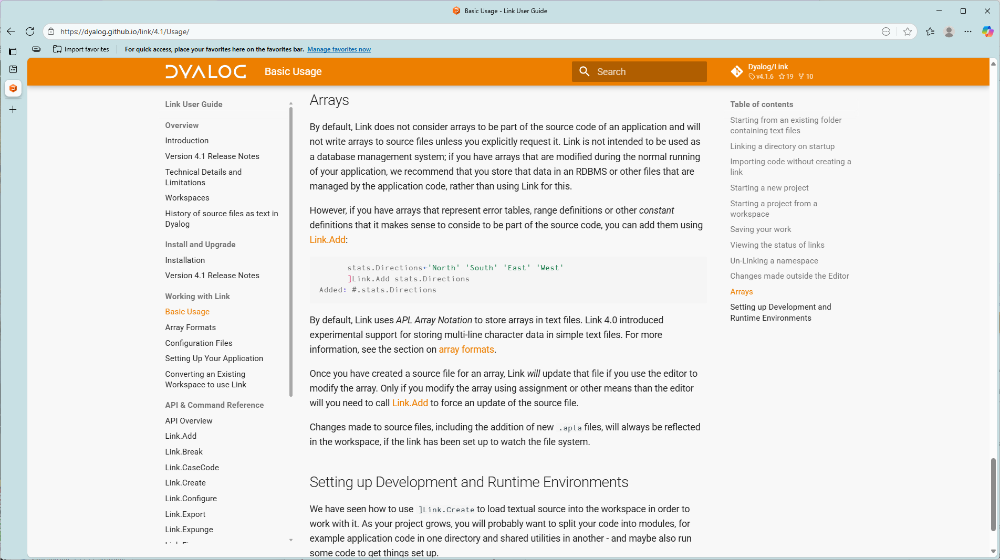 Basic Usage - Link User Guide
https://dyalog.github.io/link/4.1/Usage/
Import favorites
For quick access, place your favorites here on the favorites bar. Manage favorites now
DYALOG
Basic Usage
Search
Dyalog/Link
v4.1.6 19 10
Link User Guide
Overview
Introduction
Version 4.1 Release Notes
Technical Details and
Limitations
Workspaces
History of source files as text in
Dyalog
Install and Upgrade
Installation
Version 4.1 Release Notes
Working with Link
Basic Usage
Array Formats
Configuration Files
Setting Up Your Application
Converting an Existing
Workspace to use Link
API & Command Reference
API Overview
Link.Add
Link.Break
Link.CaseCode
Link.Create
Link.Configure
Link.Export
Link.Expunge
Arrays
By default, Link does not consider arrays to be part of the source code of an application and will
not write arrays to source files unless you explicitly request it. Link is not intended to be used as
a database management system; if you have arrays that are modified during the normal running
of your application, we recommend that you store that data in an RDBMS or other files that are
managed by the application code, rather than using Link for this.
However, if you have arrays that represent error tables, range definitions or other constant
definitions that it makes sense to conside to be part of the source code, you can add them using
Link.Add:
stats.Directions←'North' 'South' 'East' 'West'
]Link.Add stats.Directions
Added: #.stats.Directions
By default, Link uses APL Array Notation to store arrays in text files. Link 4.0 introduced
experimental support for storing multi-line character data in simple text files. For more
information, see the section on array formats.
Once you have created a source file for an array, Link will update that file if you use the editor to
modify the array. Only if you modify the array using assignment or other means than the editor
will you need to call Link.Add to force an update of the source file.
Changes made to source files, including the addition of new .apla files, will always be reflected
in the workspace, if the link has been set up to watch the file system.
Setting up Development and Runtime Environments
We have seen how to use ]Link.Create to load textual source into the workspace in order to
work with it. As your project grows, you will probably want to split your code into modules, for
example application code in one directory and shared utilities in another - and maybe also run
some code to get things set up.
Table of contents
Starting from an existing folder
containing text files
Linking a directory on startup
Importing code without creating a
link
Starting a new project
Starting a project from a
workspace
Saving your work
Viewing the status of links
Un-Linking a namespace
Changes made outside the Editor
Arrays
Setting up Development and
Runtime Environments